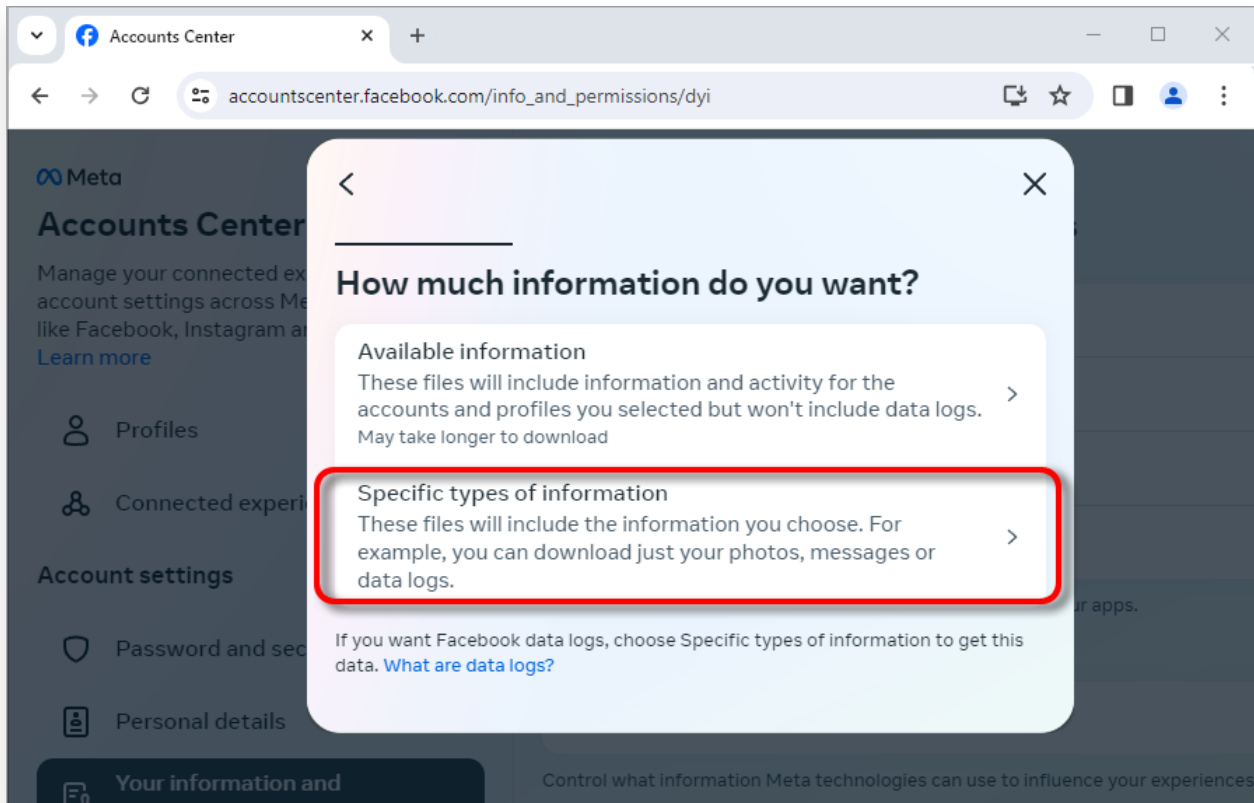 Accounts Center
accountscenter.facebook.com/info_and_permissions/dyi
Meta
Accounts Center
Manage your connected ex
account settings across Me
like Facebook, Instagram ar
Learn more
Profiles
Connected experi
Account settings
Password and sec
Personal details
Your information and
How much information do you want?
Available information
These files will include information and activity for the
accounts and profiles you selected but won't include data logs.
May take longer to download
Specific types of information
These files will include the information you choose. For
example, you can download just your photos, messages or
data logs.
If you want Facebook data logs, choose Specific types of information to get this
data. What are data logs?
ur apps.
Control what information Meta technologies can use to influence your experiences